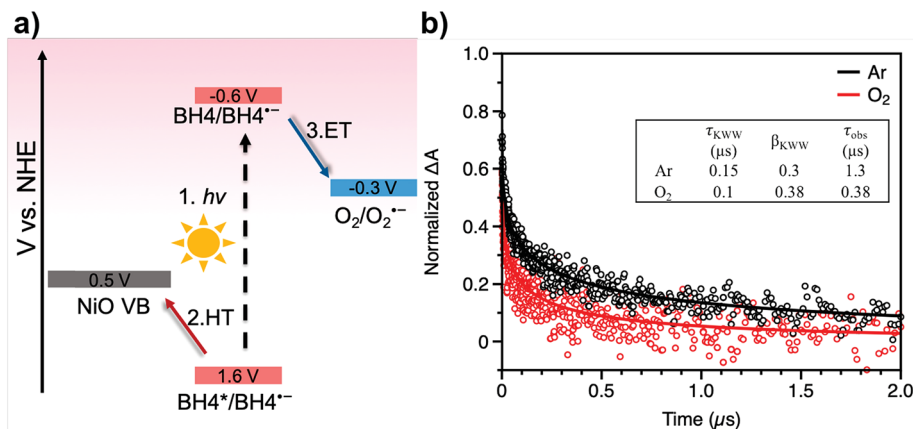 a)
V vs. NHE
-0.6 V
BH4/BH4•−
3.ET
-0.3 V
O₂/O₂•−
1. hν
0.5 V
NiO VB
2.HT
1.6 V
BH4*/BH4•−
b)
Normalized ΔA
1.0
0.8
0.6
0.4
0.2
0
Ar
O₂
τKWW (μs) βKWW τobs (μs)
Ar 0.15 0.3 1.3
O₂ 0.1 0.38 0.38
0 0.5 1.0 1.5 2.0
Time (μs)